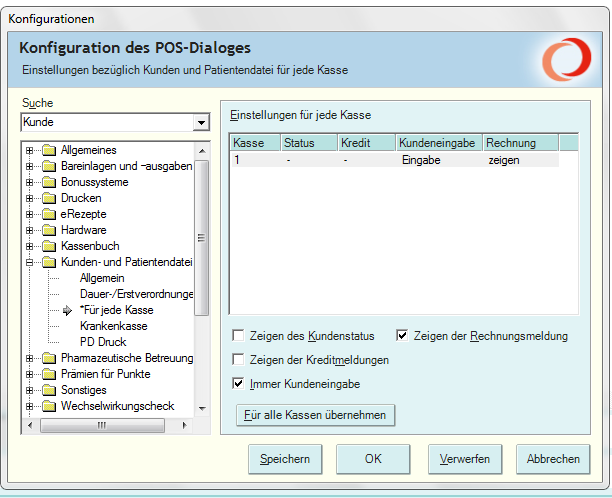 Konfigurationen
Konfiguration des POS-Dialoges
Einstellungen bezüglich Kunden und Patientendatei für jede Kasse
Suche
Kunde
Allgemeines
Bareinlagen und -ausgaben
Bonussysteme
Drucken
eRezepte
Hardware
Kassenbuch
Kunden- und Patientendatei
Allgemein
Dauer-/Erstverordnunge
*Für jede Kasse
Krankenkasse
PD Druck
Pharmazeutische Betreuung
Prämien für Punkte
Sonstiges
Wechselwirkungscheck
Einstellungen für jede Kasse
Kasse Status Kredit Kundeneingabe Rechnung
1 - - Eingabe zeigen
Zeigen des Kundenstatus Zeigen der Rechnungsmeldung
Zeigen der Kreditmeldungen
Immer Kundeneingabe
Für alle Kassen übernehmen
Speichern OK Verwerfen Abbrechen